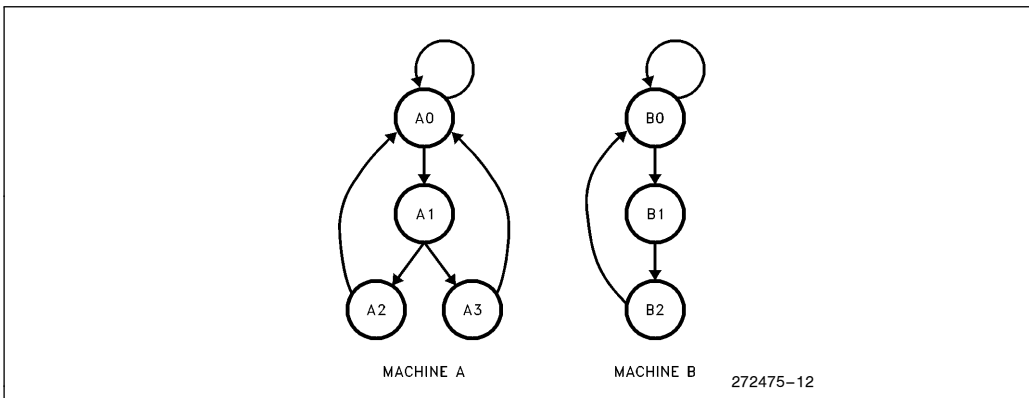 A0
A1
A2
A3
MACHINE A
B0
B1
B2
MACHINE B
272475-12